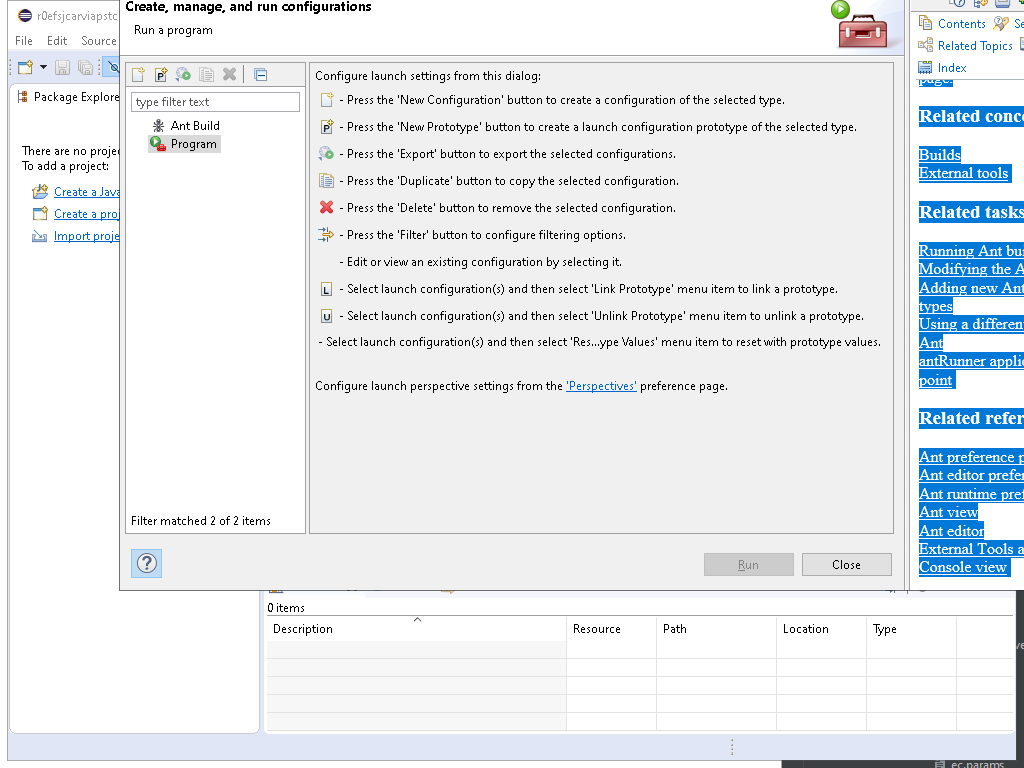 Create, manage, and run configurations
Run a program
r0efsjcarviapstc
File Edit Source
Package Explore
There are no proje
To add a project:
Create a Java
Create a proj
Import proje
type filter text
Ant Build
Program
Filter matched 2 of 2 items
Configure launch settings from this dialog:
- Press the 'New Configuration' button to create a configuration of the selected type.
- Press the 'New Prototype' button to create a launch configuration prototype of the selected type.
- Press the 'Export' button to export the selected configurations.
- Press the 'Duplicate' button to copy the selected configuration.
- Press the 'Delete' button to remove the selected configuration.
- Press the 'Filter' button to configure filtering options.
- Edit or view an existing configuration by selecting it.
L - Select launch configuration(s) and then select 'Link Prototype' menu item to link a prototype.
U - Select launch configuration(s) and then select 'Unlink Prototype' menu item to unlink a prototype.
- Select launch configuration(s) and then select 'Res...ype Values' menu item to reset with prototype values.
Configure launch perspective settings from the 'Perspectives' preference page.
Run Close
Contents Se
Related Topics
Index
page.
Related conc
Builds
External tools
Related tasks
Running Ant bui
Modifying the A
Adding new Ant
types
Using a differen
Ant
antRunner applic
point
Related refer
Ant preference p
Ant editor prefer
Ant runtime pref
Ant view
Ant editor
External Tools a
Console view
0 items
Description Resource Path Location Type
ec.params